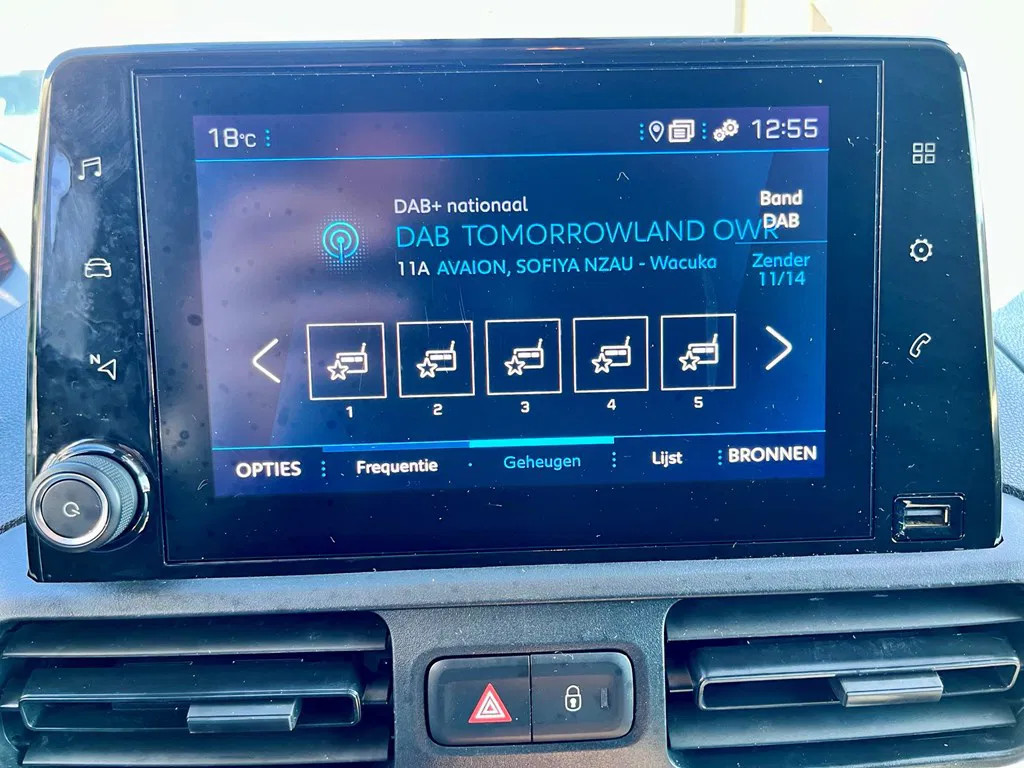 18°C
12:55
DAB+ nationaal
Band
DAB
DAB TOMORROWLAND OWR
11A AVAION, SOFIYA NZAU - Wacuka
Zender
11/14
N
1 2 3 4 5
OPTIES Frequentie Geheugen Lijst BRONNEN